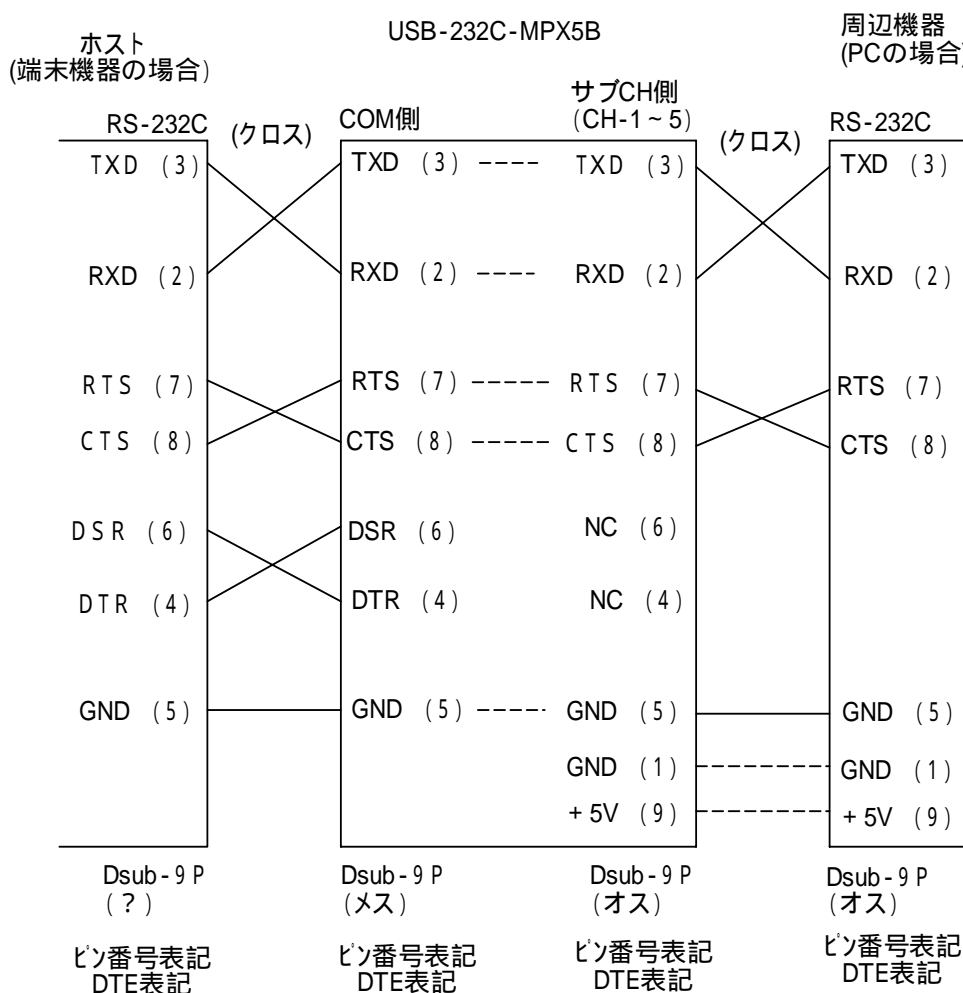 USB-232C-MPX5B
ホスト
(端末機器の場合)
周辺機器
(PCの場合)
RS-232C
(クロス)
COM側
サブCH側
(CH-1~5)
(クロス)
RS-232C
TXD (3)
TXD (3)
TXD (3)
TXD (3)
RXD (2)
RXD (2)
RXD (2)
RXD (2)
RTS (7)
RTS (7)
RTS (7)
RTS (7)
CTS (8)
CTS (8)
CTS (8)
CTS (8)
DSR (6)
DSR (6)
NC (6)
DTR (4)
DTR (4)
NC (4)
GND (5)
GND (5)
GND (5)
GND (5)
GND (1)
GND (1)
+5V (9)
+5V (9)
Dsub-9P
(?)
ピン番号表記
DTE表記
Dsub-9P
(メス)
ピン番号表記
DTE表記
Dsub-9P
(オス)
ピン番号表記
DTE表記
Dsub-9P
(オス)
ピン番号表記
DTE表記